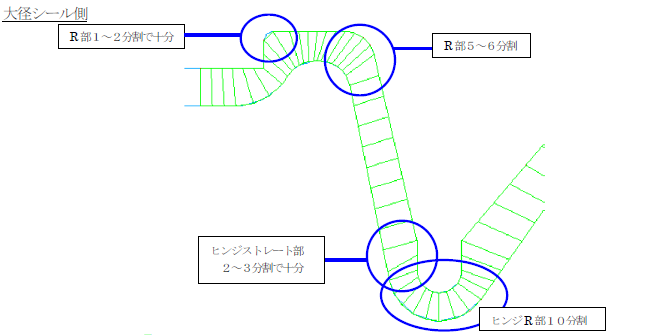 大径シール側
R部１～２分割で十分
R部５～６分割
ヒンジストレート部
２～３分割で十分
ヒンジR部１０分割